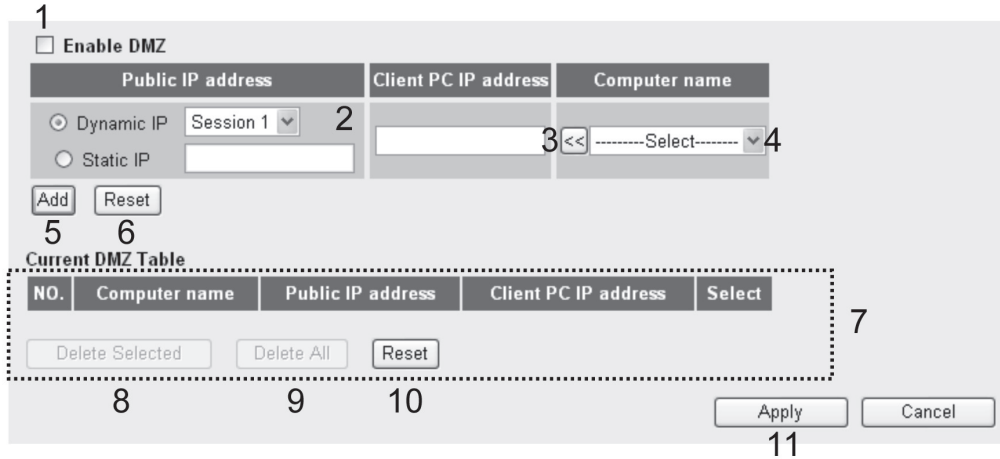 1
Enable DMZ
Public IP address Client PC IP address Computer name
Dynamic IP Session 1 2
3 << ---------Select-------- 4
Static IP
Add Reset
5 6
Current DMZ Table
NO. Computer name Public IP address Client PC IP address Select
7
Delete Selected Delete All Reset
8 9 10
Apply Cancel
11